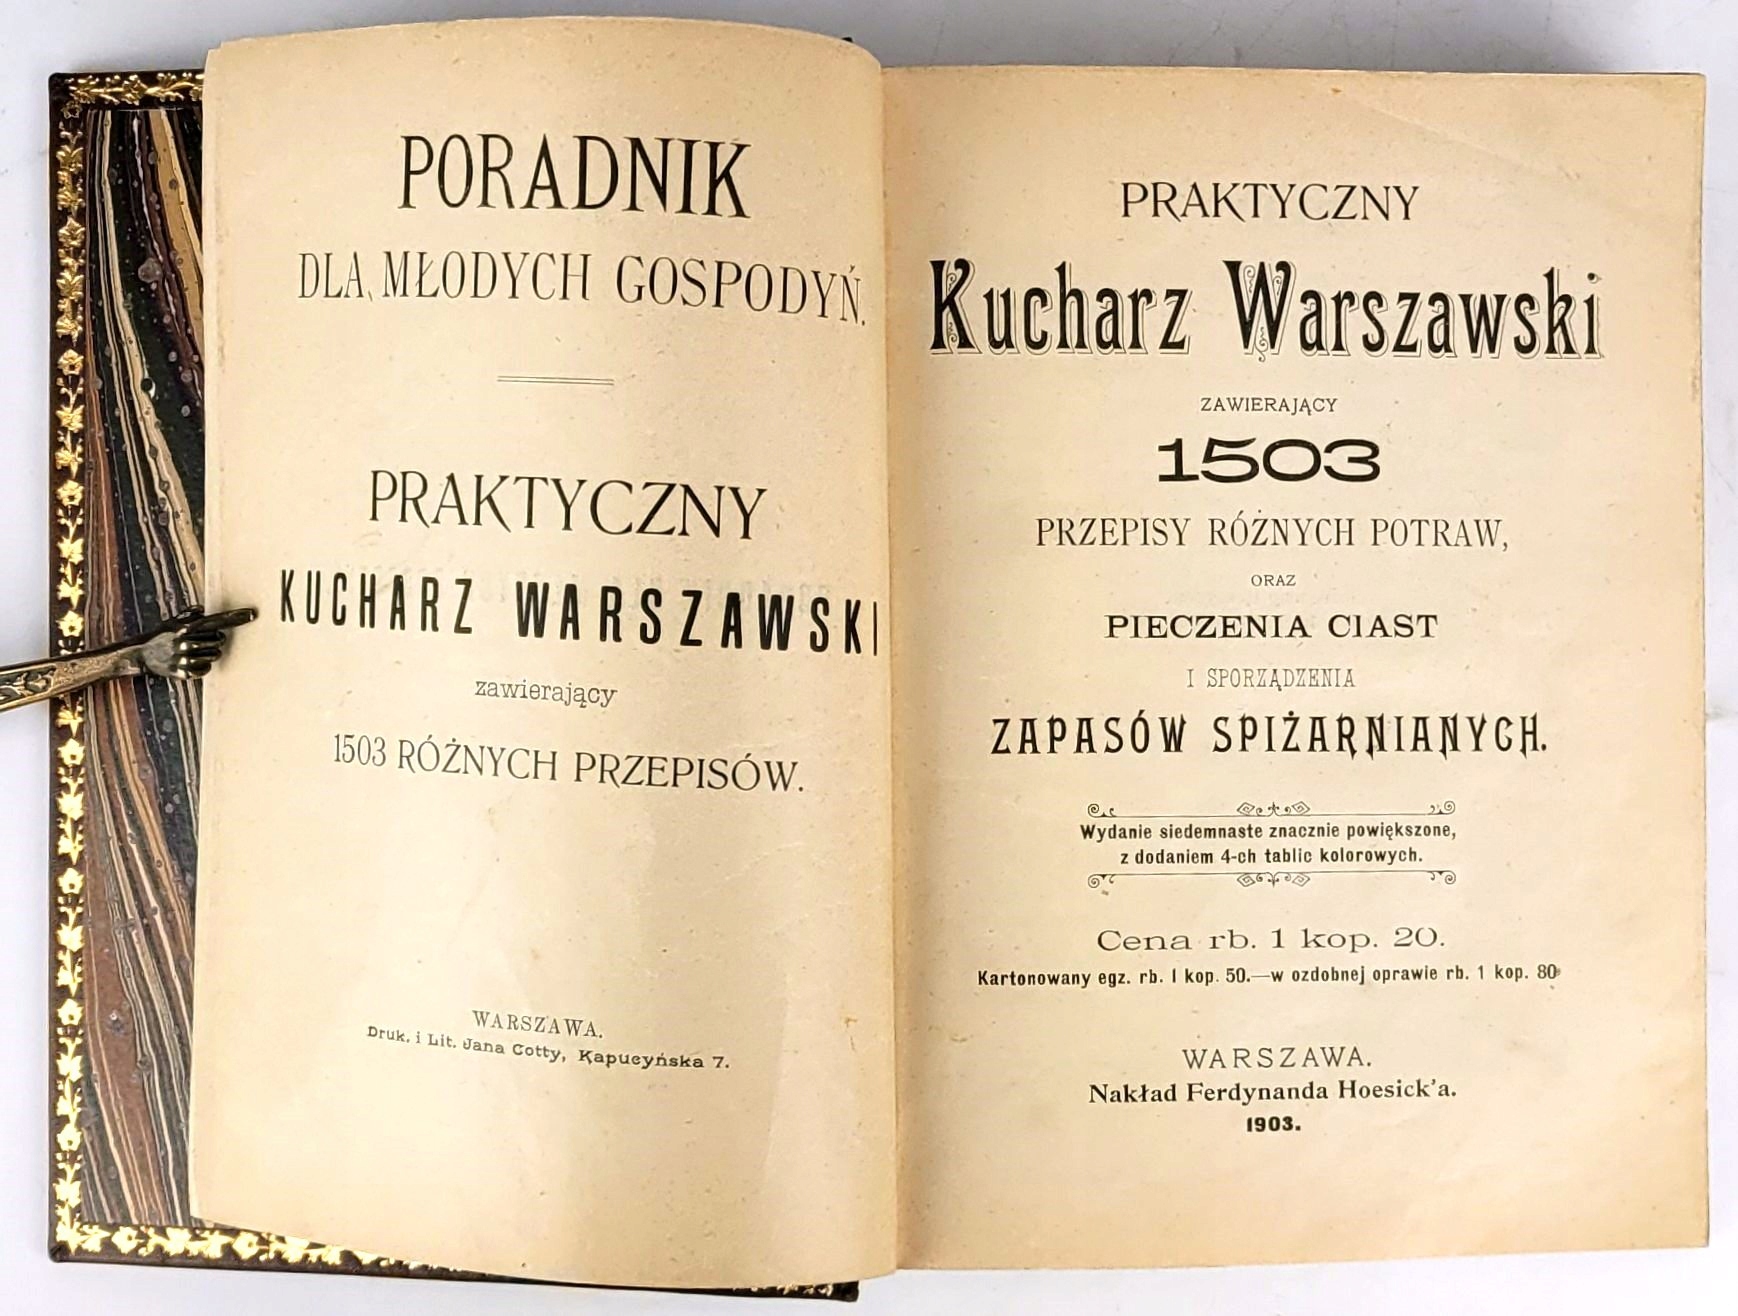 PORADNIK
DLA MŁODYCH GOSPODYŃ.
PRAKTYCZNY
KUCHARZ WARSZAWSKI
zawierający
1503 RÓŻNYCH PRZEPISÓW.
WARSZAWA.
Druk. i Lit. Jana Cotty, Kapucyńska 7.
PRAKTYCZNY
Kucharz Warszawski
ZAWIERAJĄCY
1503
PRZEPISY RÓŻNYCH POTRAW,
ORAZ
PIECZENIA CIAST
I SPORZĄDZENIA
ZAPASÓW SPIŻARNIANYCH.
Wydanie siedemnaste znacznie powiększone,
z dodaniem 4-ch tablic kolorowych.
Cena rb. 1 kop. 20.
Kartonowany egz. rb. 1 kop. 50.—w ozdobnej oprawie rb. 1 kop. 80
WARSZAWA.
Nakład Ferdynanda Hoesick'a.
1903.